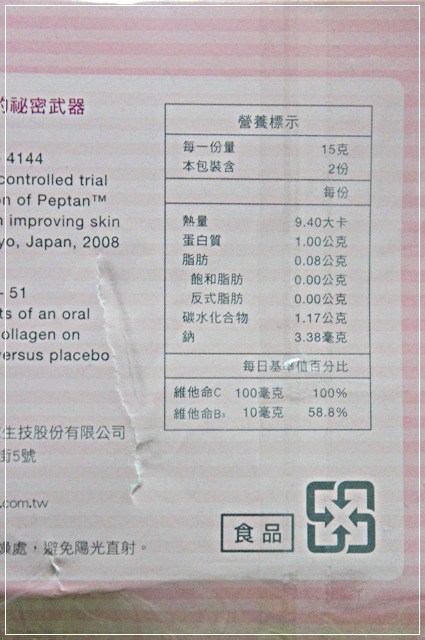 的祕密武器
4144
controlled trial
on of Peptan™
n improving skin
yo, Japan, 2008
- 51
ts of an oral
ollagen on
versus placebo
生技股份有限公司
街5號
.com.tw
處，避免陽光直射。
營養標示
每一份量 15克
本包裝含 2份
每份
熱量 9.40大卡
蛋白質 1.00公克
脂肪 0.08公克
飽和脂肪 0.00公克
反式脂肪 0.00公克
碳水化合物 1.17公克
鈉 3.38毫克
每日基準值百分比
維他命C 100毫克 100%
維他命B₃ 10毫克 58.8%
食品